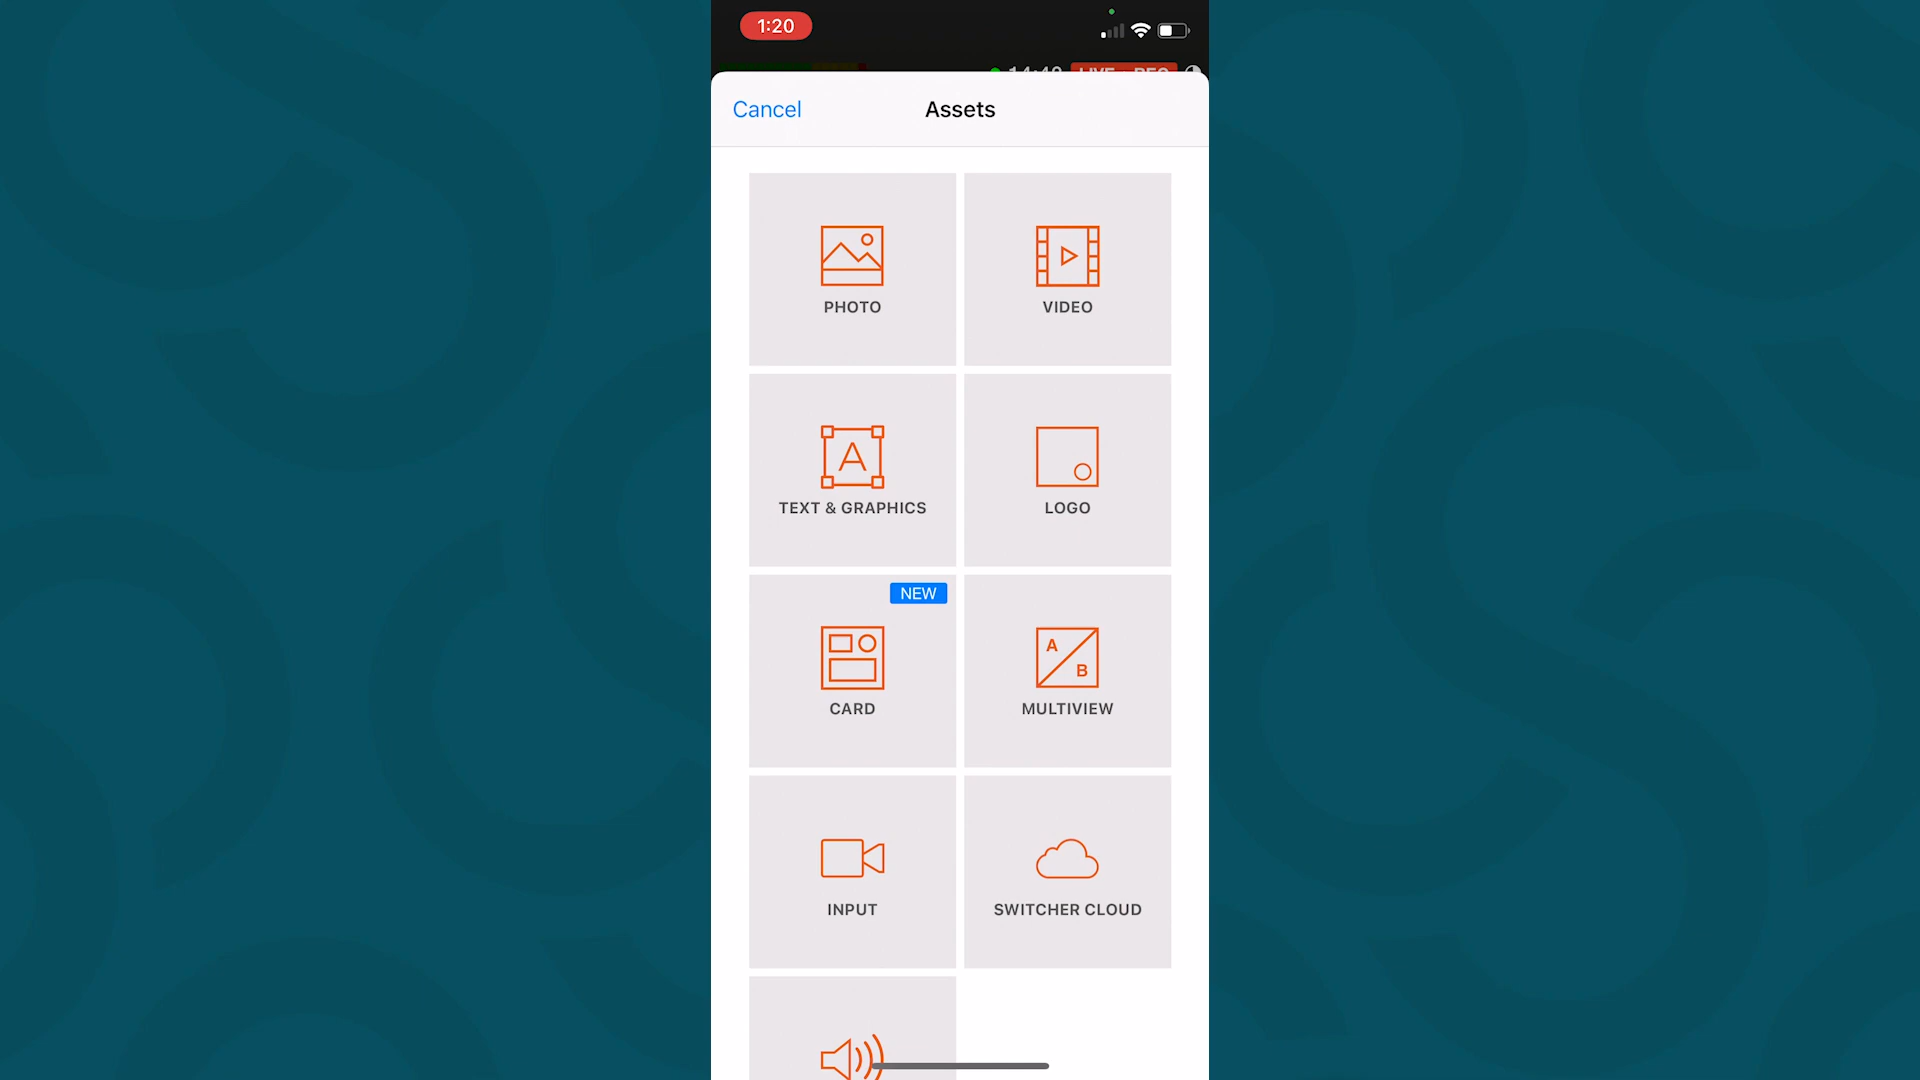 1:20
Cancel
Assets
PHOTO
VIDEO
A
TEXT & GRAPHICS
LOGO
NEW
CARD
A
B
MULTIVIEW
INPUT
SWITCHER CLOUD